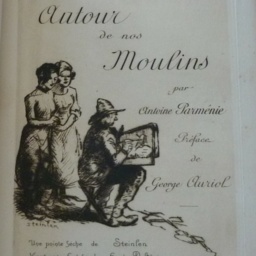 Autour
de nos
Moulins
par
Antoine Parménie
Préface
de
George Auriol
Steinlen
Une pointe sèche de Steinlen